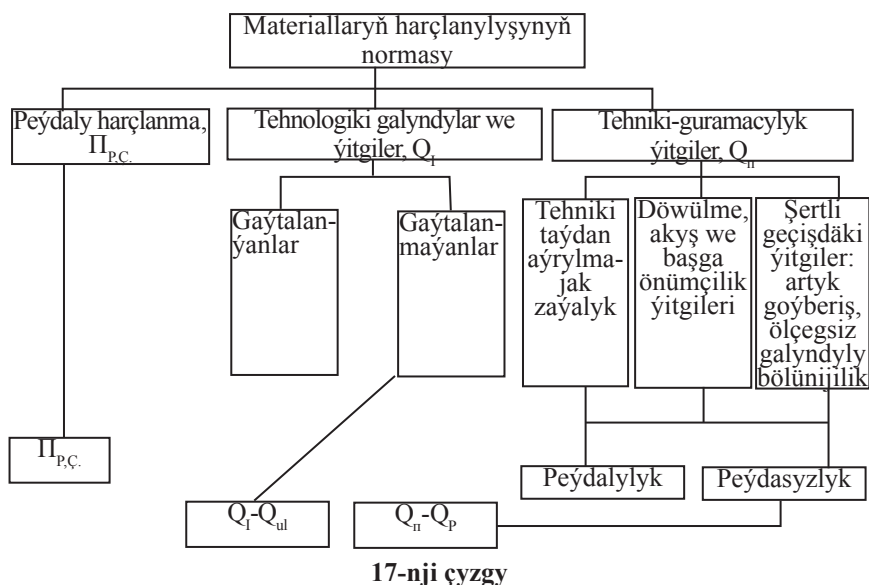 Materiallaryň harçlanylyşynyň
normasy
Peýdaly harçlanma,
П_P,Ç.
Tehnologiki galyndylar we
ýitgiler, Q_I
Tehniki-guramacylyk
ýitgiler, Q_п
Gaýtalan-
ýanlar
Gaýtalan-
maýanlar
Tehniki
taýdan
aýrylma-
jak
zaýalyk
Döwülme,
akyş we
başga
önümçilik
ýitgileri
Şertli
geçişdäki
ýitgiler:
artyk
goýberiş,
ölçegsiz
galyndyly
bölünijilik
П_P,Ç.
Peýdalylyk
Peýdasyzlyk
Q_I-Q_ul
Q_п-Q_P
17-nji çyzgy